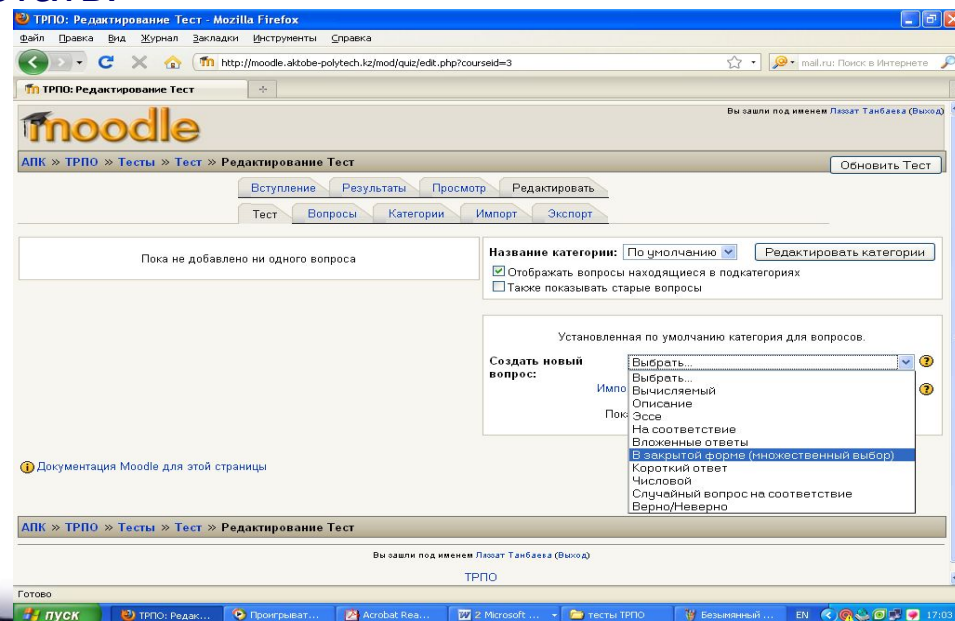 ТРПО: Редактирование Тест - Mozilla Firefox
Файл Правка Вид Журнал Закладки Инструменты Справка
http://moodle.aktobe-polytech.kz/mod/quiz/edit.php?courseid=3
mail.ru: Поиск в Интернете
ТРПО: Редактирование Тест
moodle
Вы зашли под именем Ляззат Танбаева (Выход)
АПК » ТРПО » Тесты » Тест » Редактирование Тест
Обновить Тест
Вступление Результаты Просмотр Редактировать
Тест Вопросы Категории Импорт Экспорт
Пока не добавлено ни одного вопроса
Название категории: По умолчанию Редактировать категории
Отображать вопросы находящиеся в подкатегориях
Также показывать старые вопросы
Установленная по умолчанию категория для вопросов.
Создать новый вопрос:
Выбрать...
Выбрать...
Вычисляемый
Описание
Эссе
На соответствие
Вложенные ответы
В закрытой форме (множественный выбор)
Короткий ответ
Числовой
Случайный вопрос на соответствие
Верно/Неверно
Документация Moodle для этой страницы
АПК » ТРПО » Тесты » Тест » Редактирование Тест
Вы зашли под именем Ляззат Танбаева (Выход)
ТРПО
Готово
пуск ТРПО: Редак... Проигрыват... Acrobat Rea... 2 Microsoft ... тесты ТРПО Безымянный ... EN 17:03